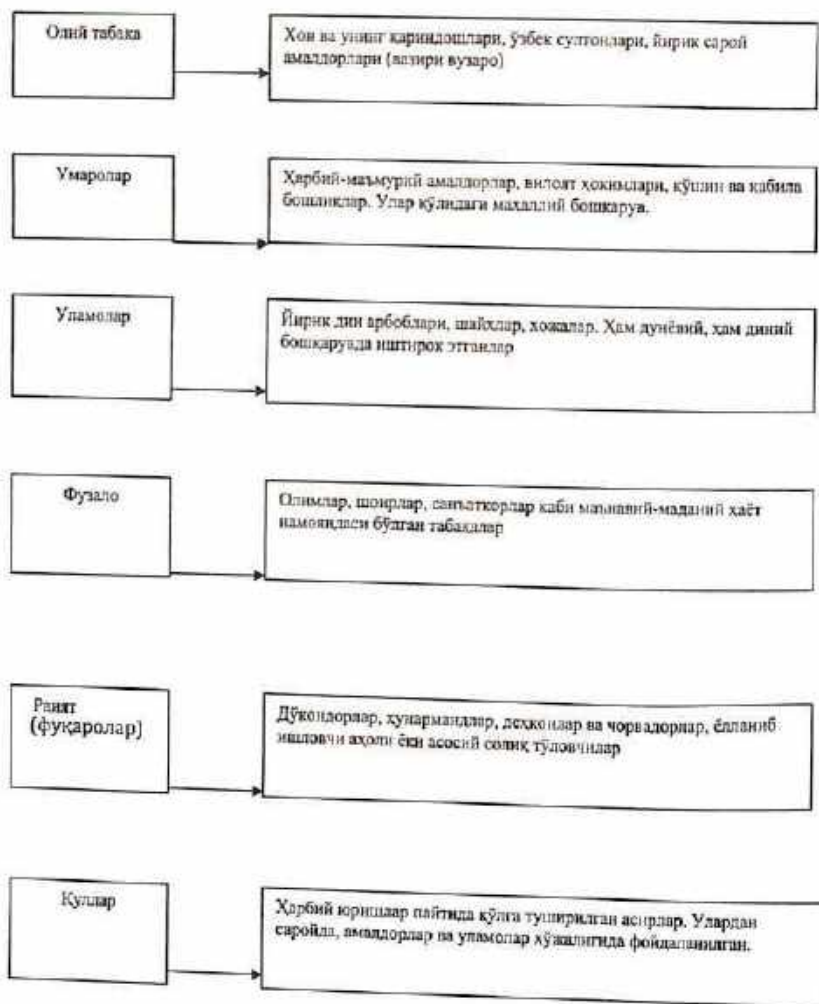 Олий табақа
Хон ва унинг қариндошлари, ўзбек султонлари, йирик сарой
амалдорлари (вазири вузаро)
Умаролар
Ҳарбий-маъмурий амалдорлар, вилоят ҳокимлари, қўшин ва қабила
бошлиқлар. Улар қўлидаги маҳаллий бошқарув.
Уламолар
Йирик дин арбоблари, шайхлар, хожалар. Ҳам дунёвий, ҳам диний
бошқарувда иштирок этганлар
Фузало
Олимлар, шоирлар, санъаткорлар каби маънавий-маданий ҳаёт
намояндаси бўлган табақалар
Раият
(фуқаролар)
Дўкондорлар, ҳунармандлар, деҳқонлар ва чорвадорлар, ёлланиб
ишловчи аҳоли ёки асосий солиқ тўловчилар
Қуллар
Ҳарбий юришлар пайтида қўлга туширилган асирлар. Улардан
саройда, амалдорлар ва уламолар хўжалигида фойдаланилган.